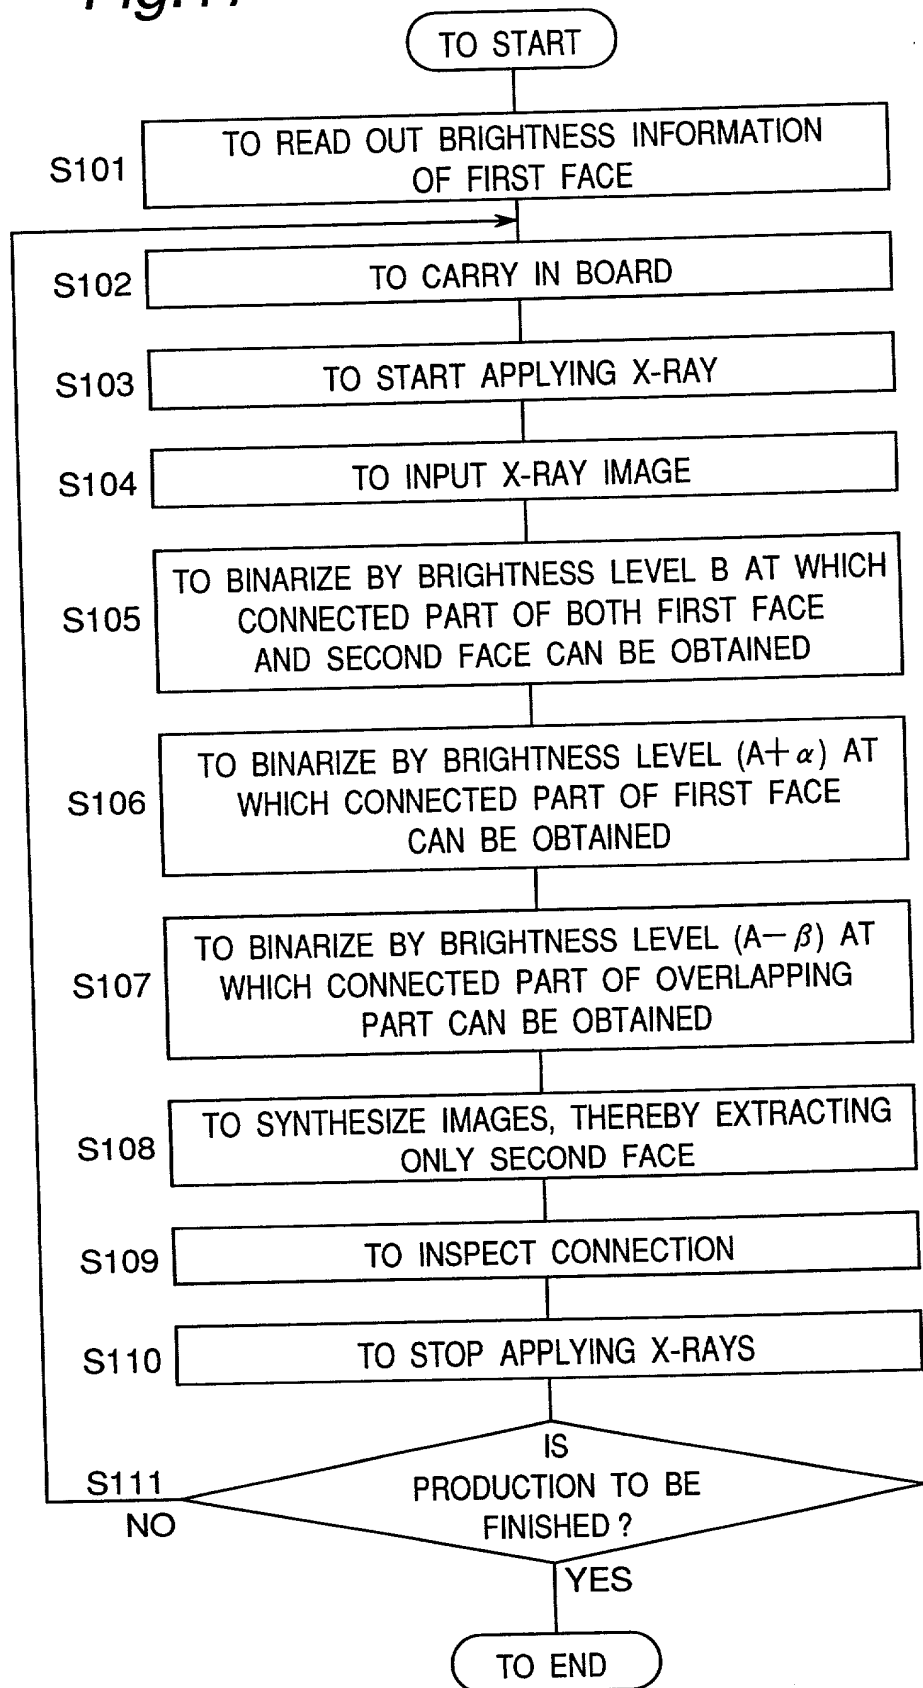 TO START
S101
TO READ OUT BRIGHTNESS INFORMATION
OF FIRST FACE
S102
TO CARRY IN BOARD
S103
TO START APPLYING X-RAY
S104
TO INPUT X-RAY IMAGE
S105
TO BINARIZE BY BRIGHTNESS LEVEL B AT WHICH
CONNECTED PART OF BOTH FIRST FACE
AND SECOND FACE CAN BE OBTAINED
S106
TO BINARIZE BY BRIGHTNESS LEVEL (A+α) AT
WHICH CONNECTED PART OF FIRST FACE
CAN BE OBTAINED
S107
TO BINARIZE BY BRIGHTNESS LEVEL (A−β) AT
WHICH CONNECTED PART OF OVERLAPPING
PART CAN BE OBTAINED
S108
TO SYNTHESIZE IMAGES, THEREBY EXTRACTING
ONLY SECOND FACE
S109
TO INSPECT CONNECTION
S110
TO STOP APPLYING X-RAYS
S111
IS
PRODUCTION TO BE
FINISHED ?
NO
YES
TO END